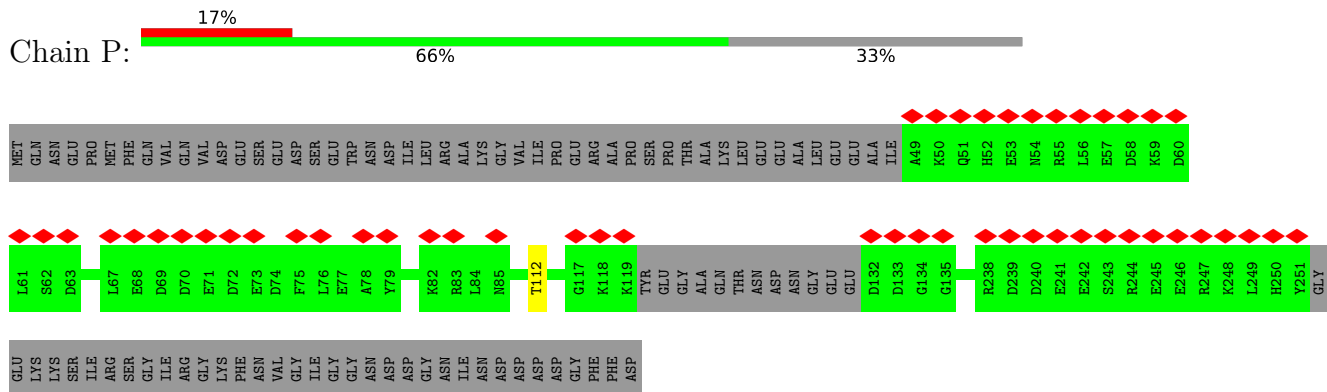 17%
Chain P:
66% 33%
MET GLN ASN GLU PRO MET PHE GLN VAL GLN VAL ASP GLU SER GLU ASP SER GLU TRP ASN ASP ILE LEU ARG ALA LYS GLY VAL ILE PRO GLU ARG ALA PRO SER PRO THR ALA LYS LEU GLU GLU ALA LEU GLU GLU ALA ILE A49 K50 Q51 H52 E53 N54 R55 L56 E57 D58 K59 D60
L61 S62 D63 L67 E68 D69 D70 E71 D72 E73 D74 F75 L76 E77 A78 Y79 K82 R83 L84 N85 T112 G117 K118 K119 TYR GLU GLY ALA GLN THR ASN ASP ASN GLY GLU GLU D132 D133 G134 G135 R238 D239 D240 E241 E242 S243 R244 E245 E246 R247 K248 L249 H250 Y251 GLY
GLU LYS LYS SER ILE ARG SER GLY ILE ARG GLY LYS PHE ASN VAL GLY ILE GLY GLY ASN ASP ASP GLY ASN ILE ASN ASP ASP ASP ASP GLY PHE PHE ASP